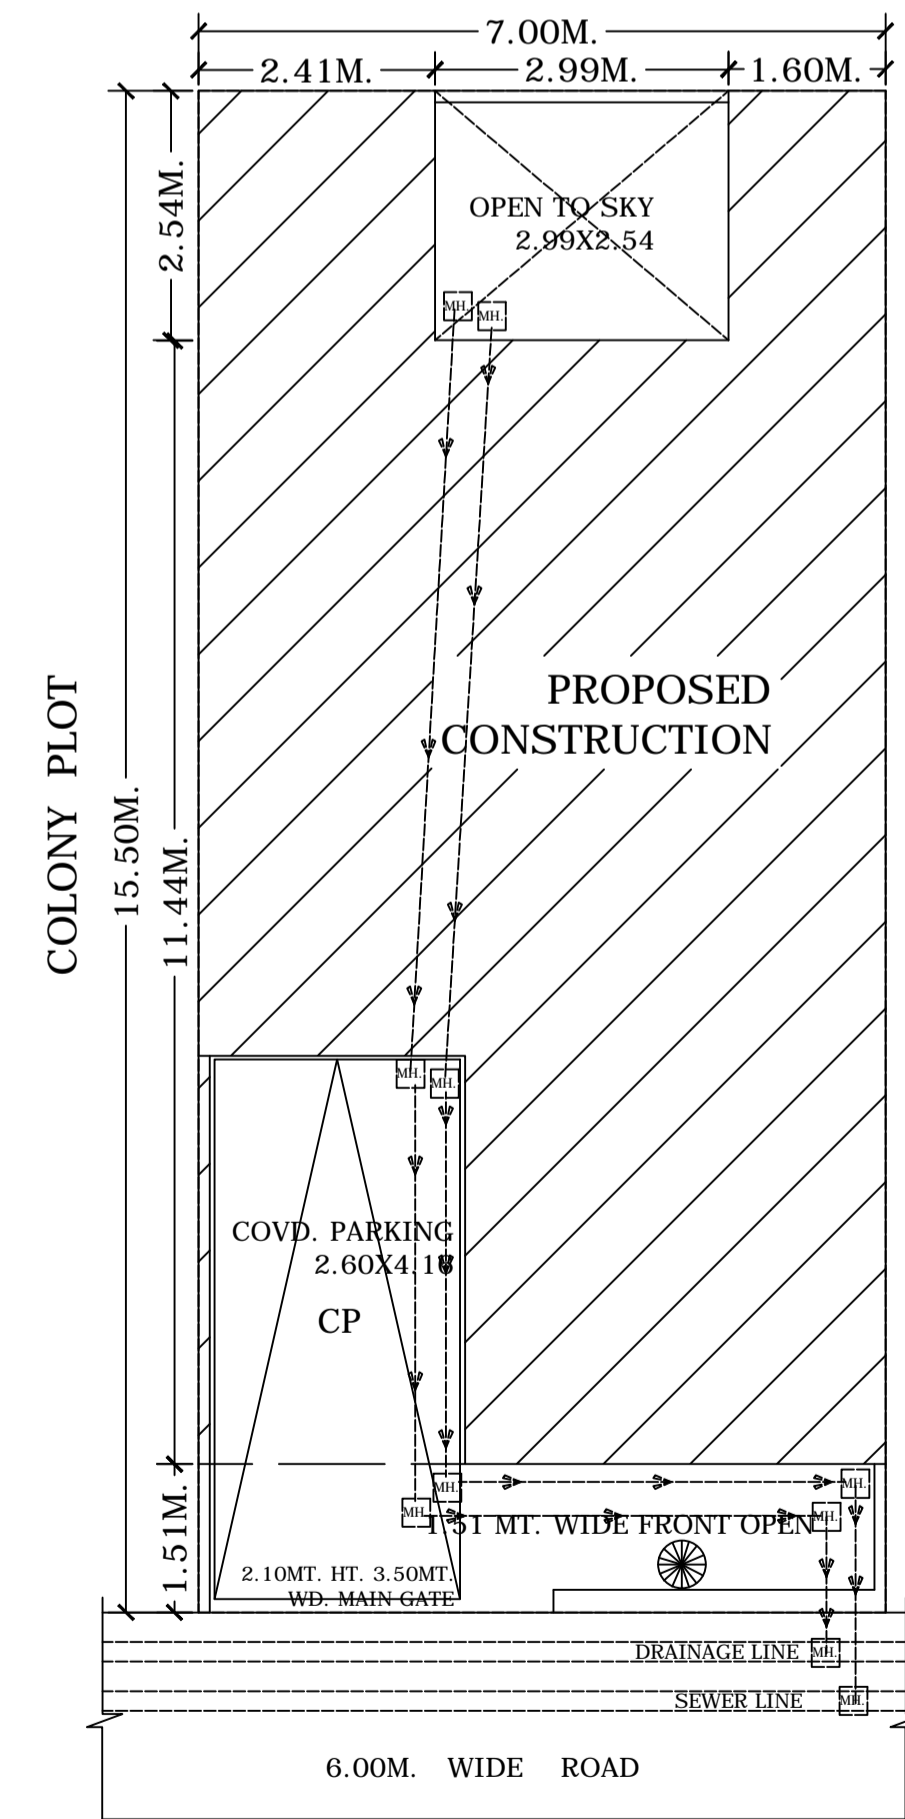 7.00M.
2.41M.
2.99M.
1.60M.
2.54M.
OPEN TO SKY
2.99X2.54
MH.
MH.
COLONY PLOT
15.50M.
11.44M.
PROPOSED
CONSTRUCTION
MH.
MH.
COVD. PARKING
2.60X4.16
CP
1.51M.
MH.
MH.
MH.
MH.
1.51 MT. WIDE FRONT OPEN
2.10MT. HT. 3.50MT.
WD. MAIN GATE
DRAINAGE LINE
MH.
SEWER LINE
MH.
6.00M. WIDE ROAD